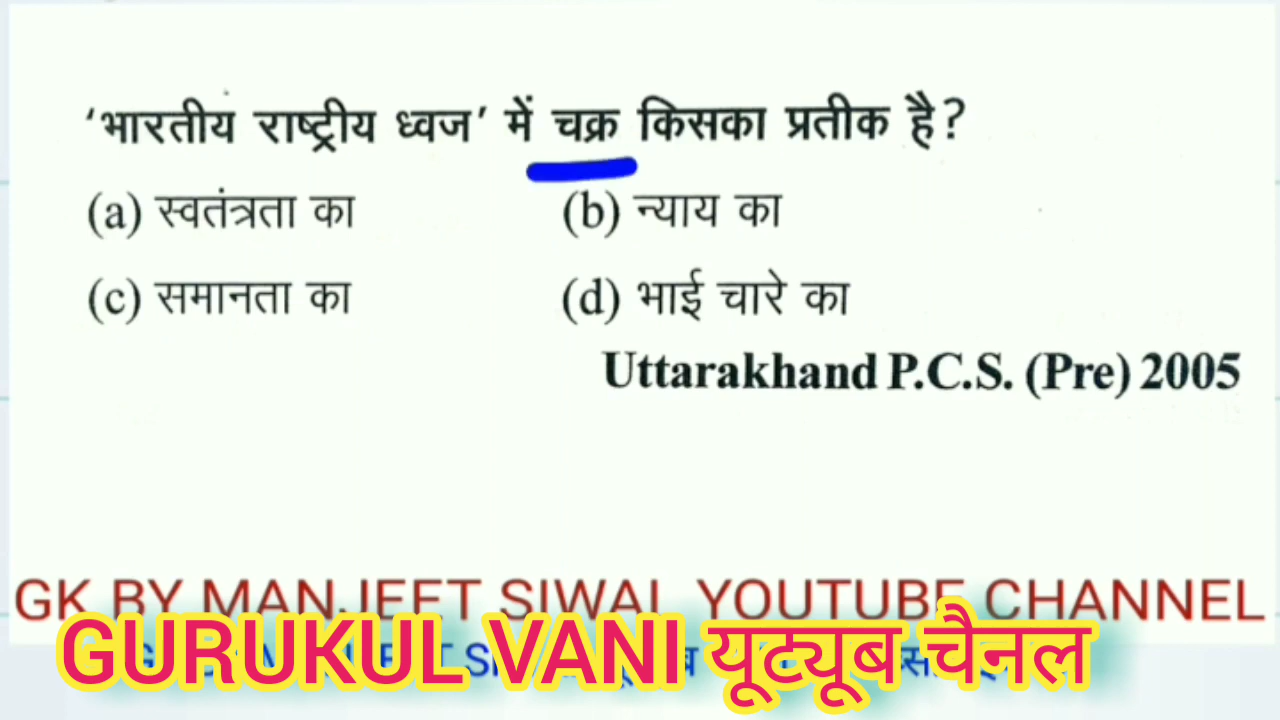 ‘भारतीय राष्ट्रीय ध्वज’ में चक्र किसका प्रतीक है?
(a) स्वतंत्रता का (b) न्याय का
(c) समानता का (d) भाई चारे का
Uttarakhand P.C.S. (Pre) 2005
GK BY MANJEET SIWAL YOUTUBE CHANNEL
GURUKUL VANI यूट्यूब चैनल